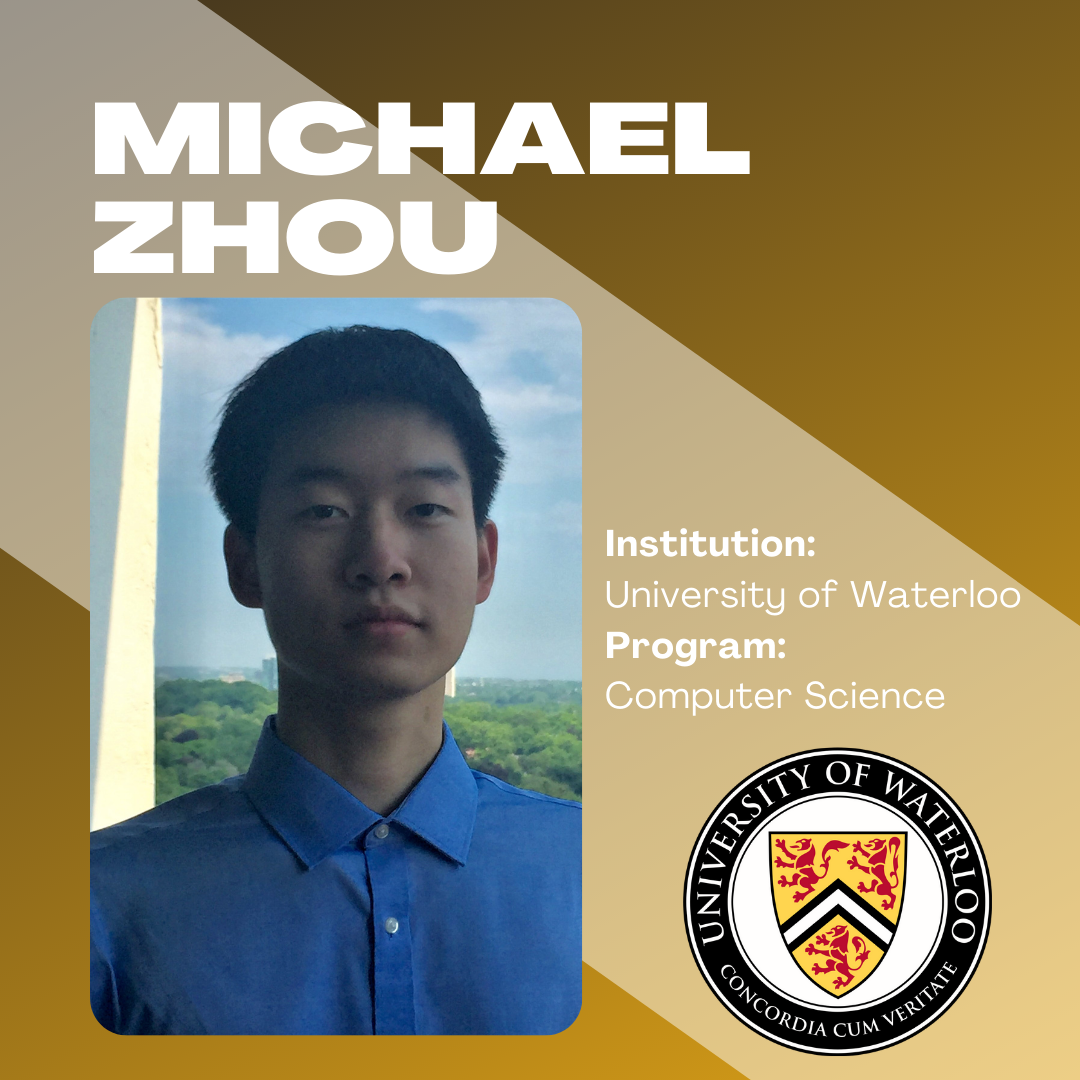 MICHAEL
ZHOU
Institution:
University of Waterloo
Program:
Computer Science
UNIVERSITY OF WATERLOO
CONCORDIA CUM VERITATE